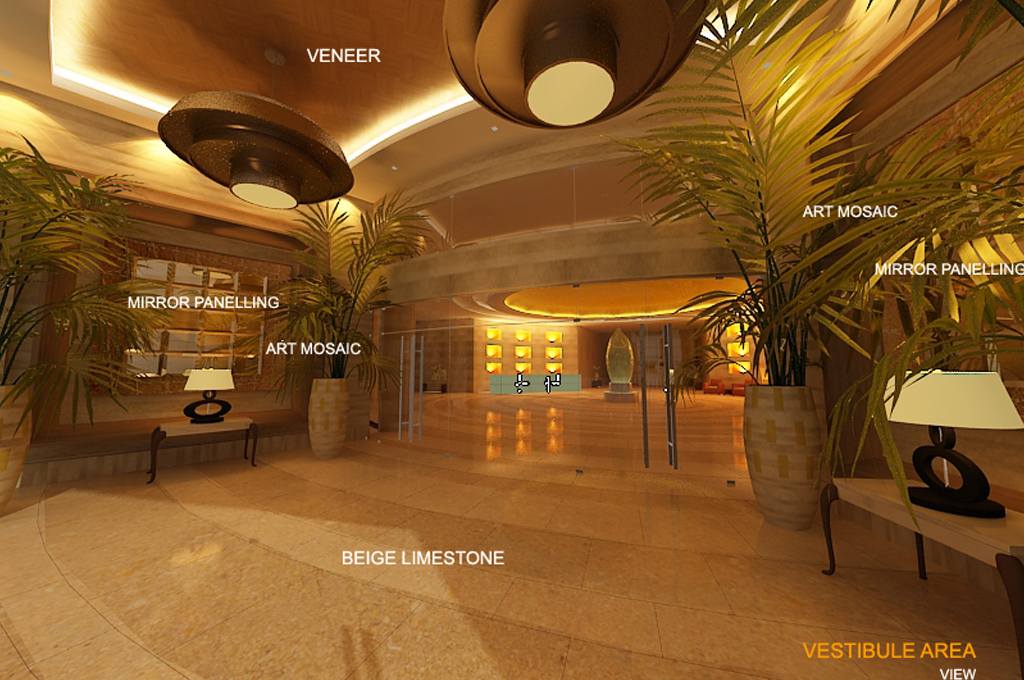 VENEER
ART MOSAIC
MIRROR PANELLING
MIRROR PANELLING
ART MOSAIC
BEIGE LIMESTONE
VESTIBULE AREA
VIEW